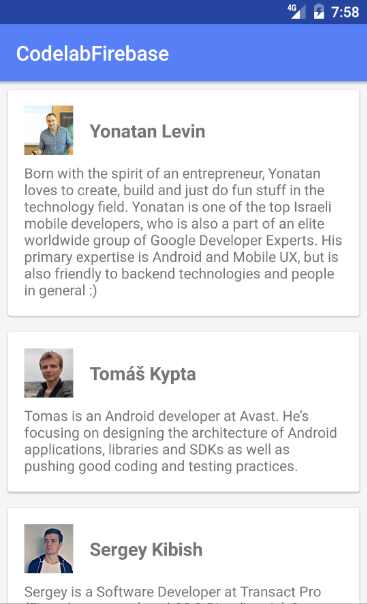 4G 7:58
CodelabFirebase
Yonatan Levin
Born with the spirit of an entrepreneur, Yonatan
loves to create, build and just do fun stuff in the
technology field. Yonatan is one of the top Israeli
mobile developers, who is also a part of an elite
worldwide group of Google Developer Experts. His
primary expertise is Android and Mobile UX, but is
also friendly to backend technologies and people
in general :)
Tomáš Kypta
Tomas is an Android developer at Avast. He’s
focusing on designing the architecture of Android
applications, libraries and SDKs as well as
pushing good coding and testing practices.
Sergey Kibish
Sergey is a Software Developer at Transact Pro